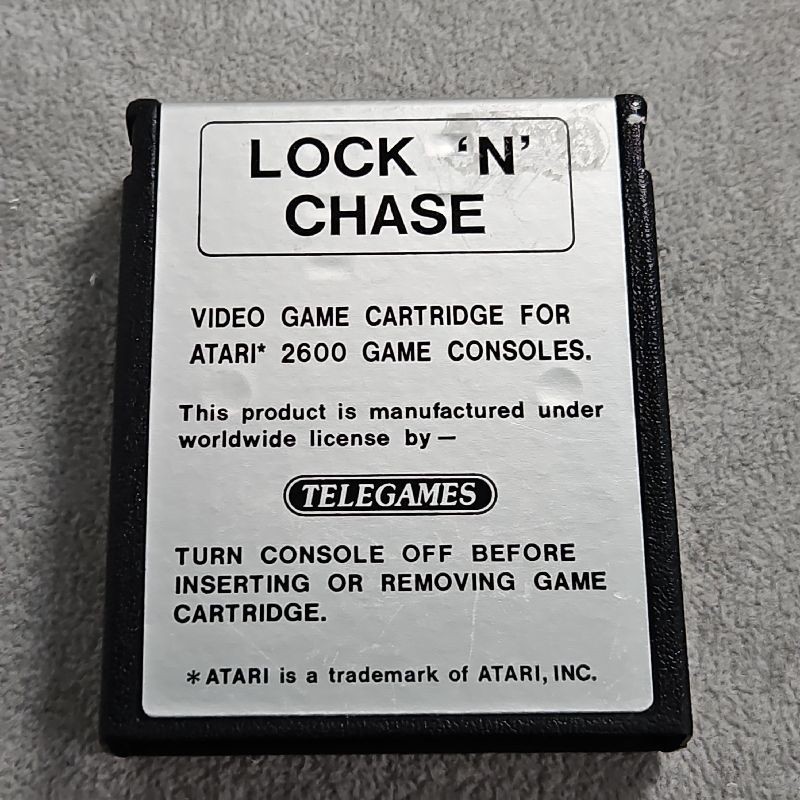 LOCK ‘N’
CHASE
VIDEO GAME CARTRIDGE FOR
ATARI* 2600 GAME CONSOLES.
This product is manufactured under
worldwide license by —
TELEGAMES
TURN CONSOLE OFF BEFORE
INSERTING OR REMOVING GAME
CARTRIDGE.
* ATARI is a trademark of ATARI, INC.